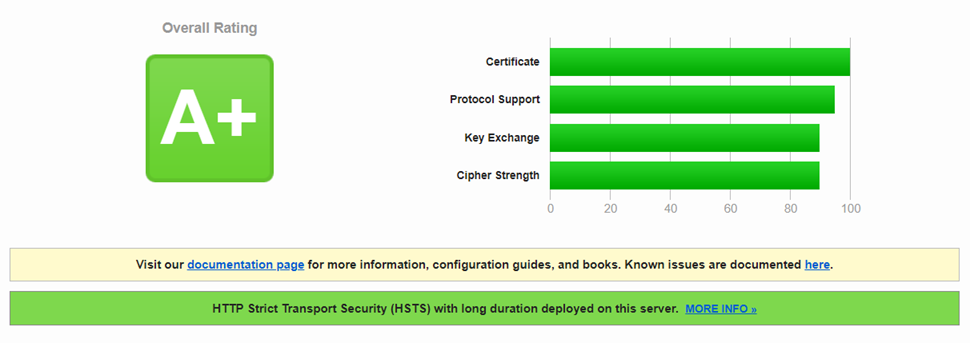 Overall Rating
A+
Certificate
Protocol Support
Key Exchange
Cipher Strength
0 20 40 60 80 100
Visit our documentation page for more information, configuration guides, and books. Known issues are documented here.
HTTP Strict Transport Security (HSTS) with long duration deployed on this server. MORE INFO »